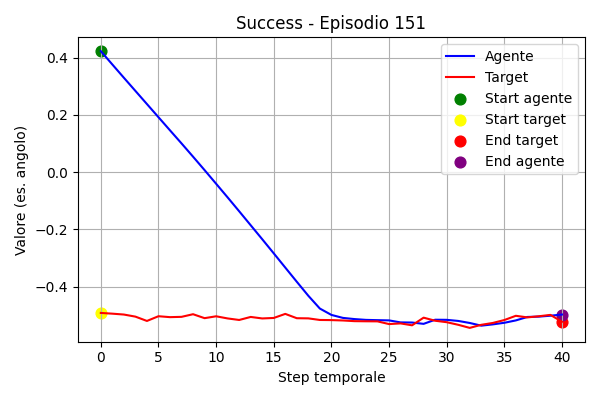 Success - Episodio 151
Valore (es. angolo)
0.4
0.2
0.0
−0.2
−0.4
Agente
Target
Start agente
Start target
End target
End agente
0 5 10 15 20 25 30 35 40
Step temporale